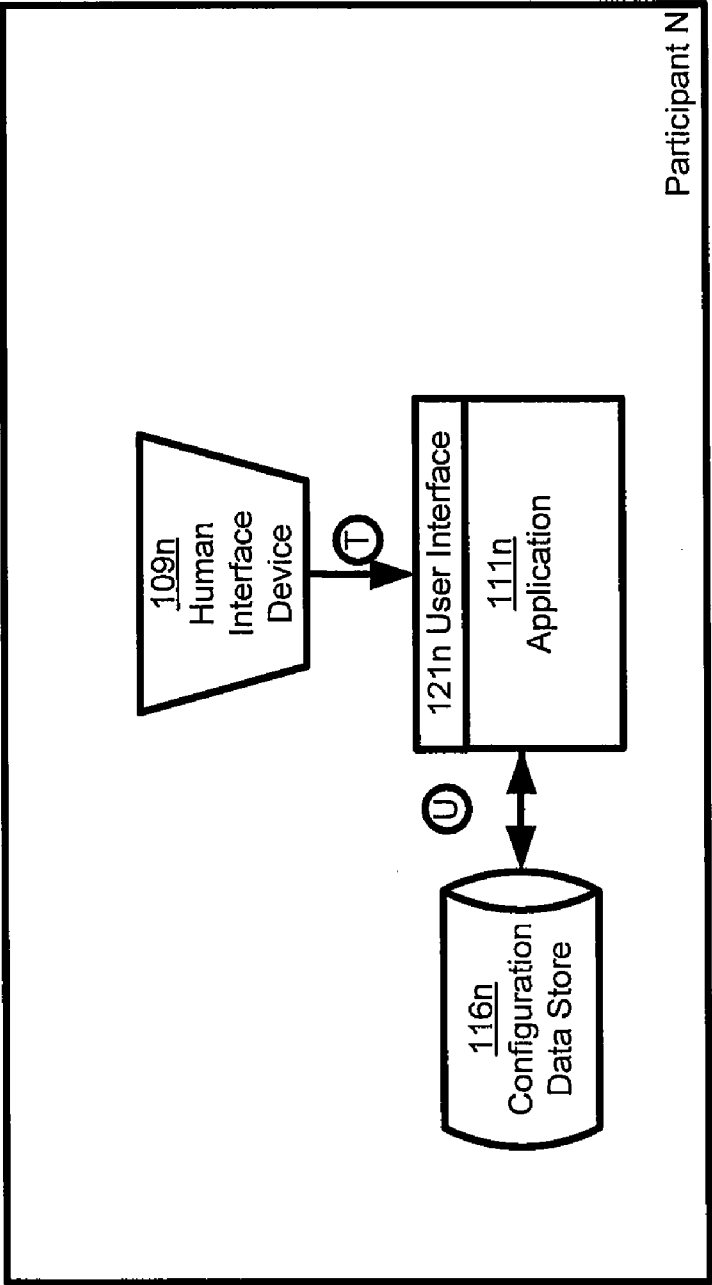 109n
Human
Interface
Device
T
121n User Interface
111n
Application
U
116n
Configuration
Data Store
Participant N